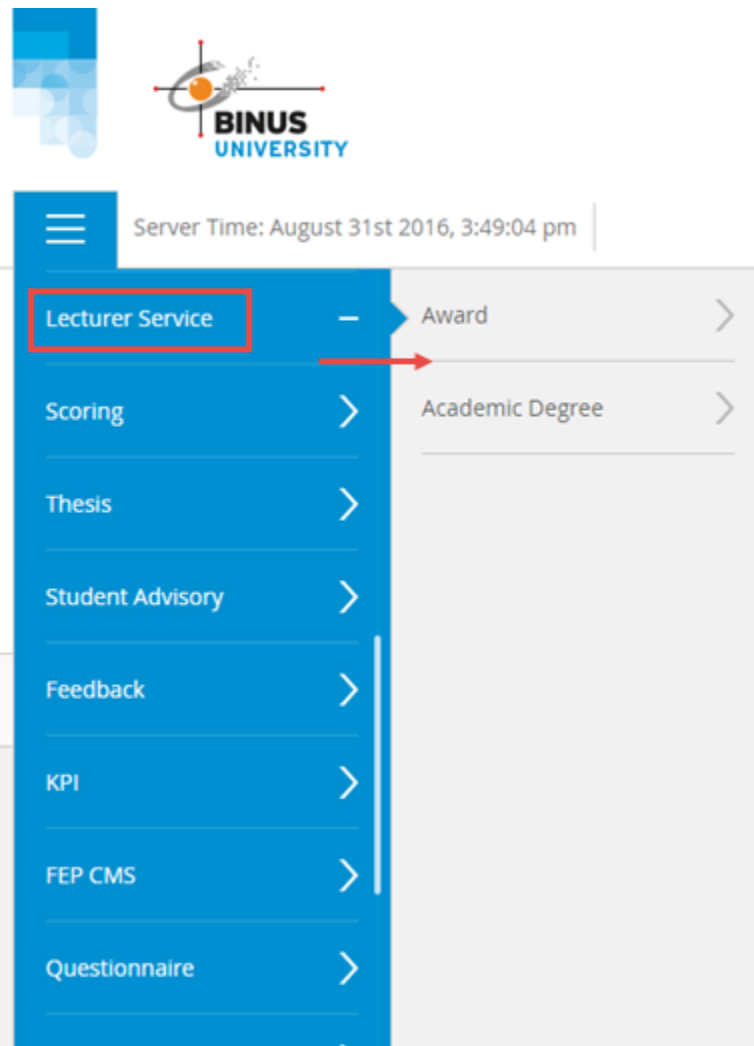 BINUS
UNIVERSITY
Server Time: August 31st 2016, 3:49:04 pm
Lecturer Service
Award
Scoring
Academic Degree
Thesis
Student Advisory
Feedback
KPI
FEP CMS
Questionnaire